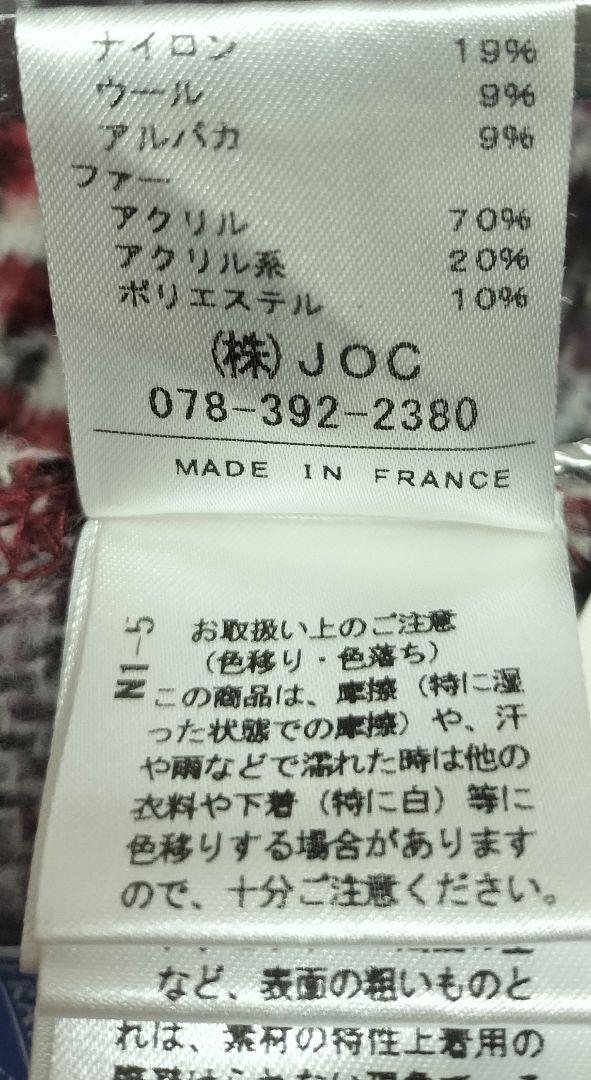 ナイロン 19%
ウール 9%
アルパカ 9%
ファー
アクリル 70%
アクリル系 20%
ポリエステル 10%
(株)JOC
078-392-2380
MADE IN FRANCE
N1-5
お取扱い上のご注意
(色移り・色落ち)
この商品は、摩擦(特に湿
った状態での摩擦)や、汗
や雨などで濡れた時は他の
衣料や下着(特に白)等に
色移りする場合があります
ので、十分ご注意ください。
など、表面の粗いものと
れは、素材の特性上着用の